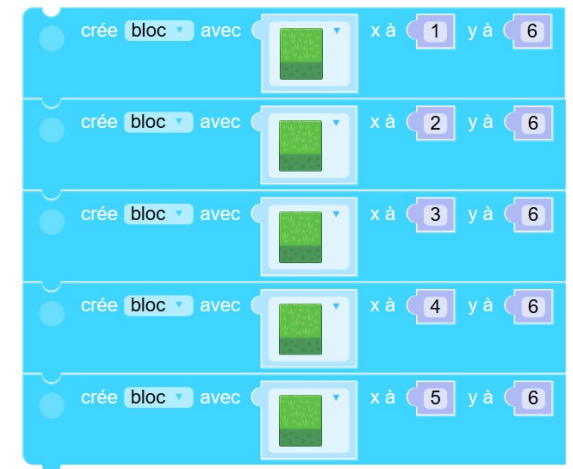 crée bloc avec x à 1 y à 6
crée bloc avec x à 2 y à 6
crée bloc avec x à 3 y à 6
crée bloc avec x à 4 y à 6
crée bloc avec x à 5 y à 6